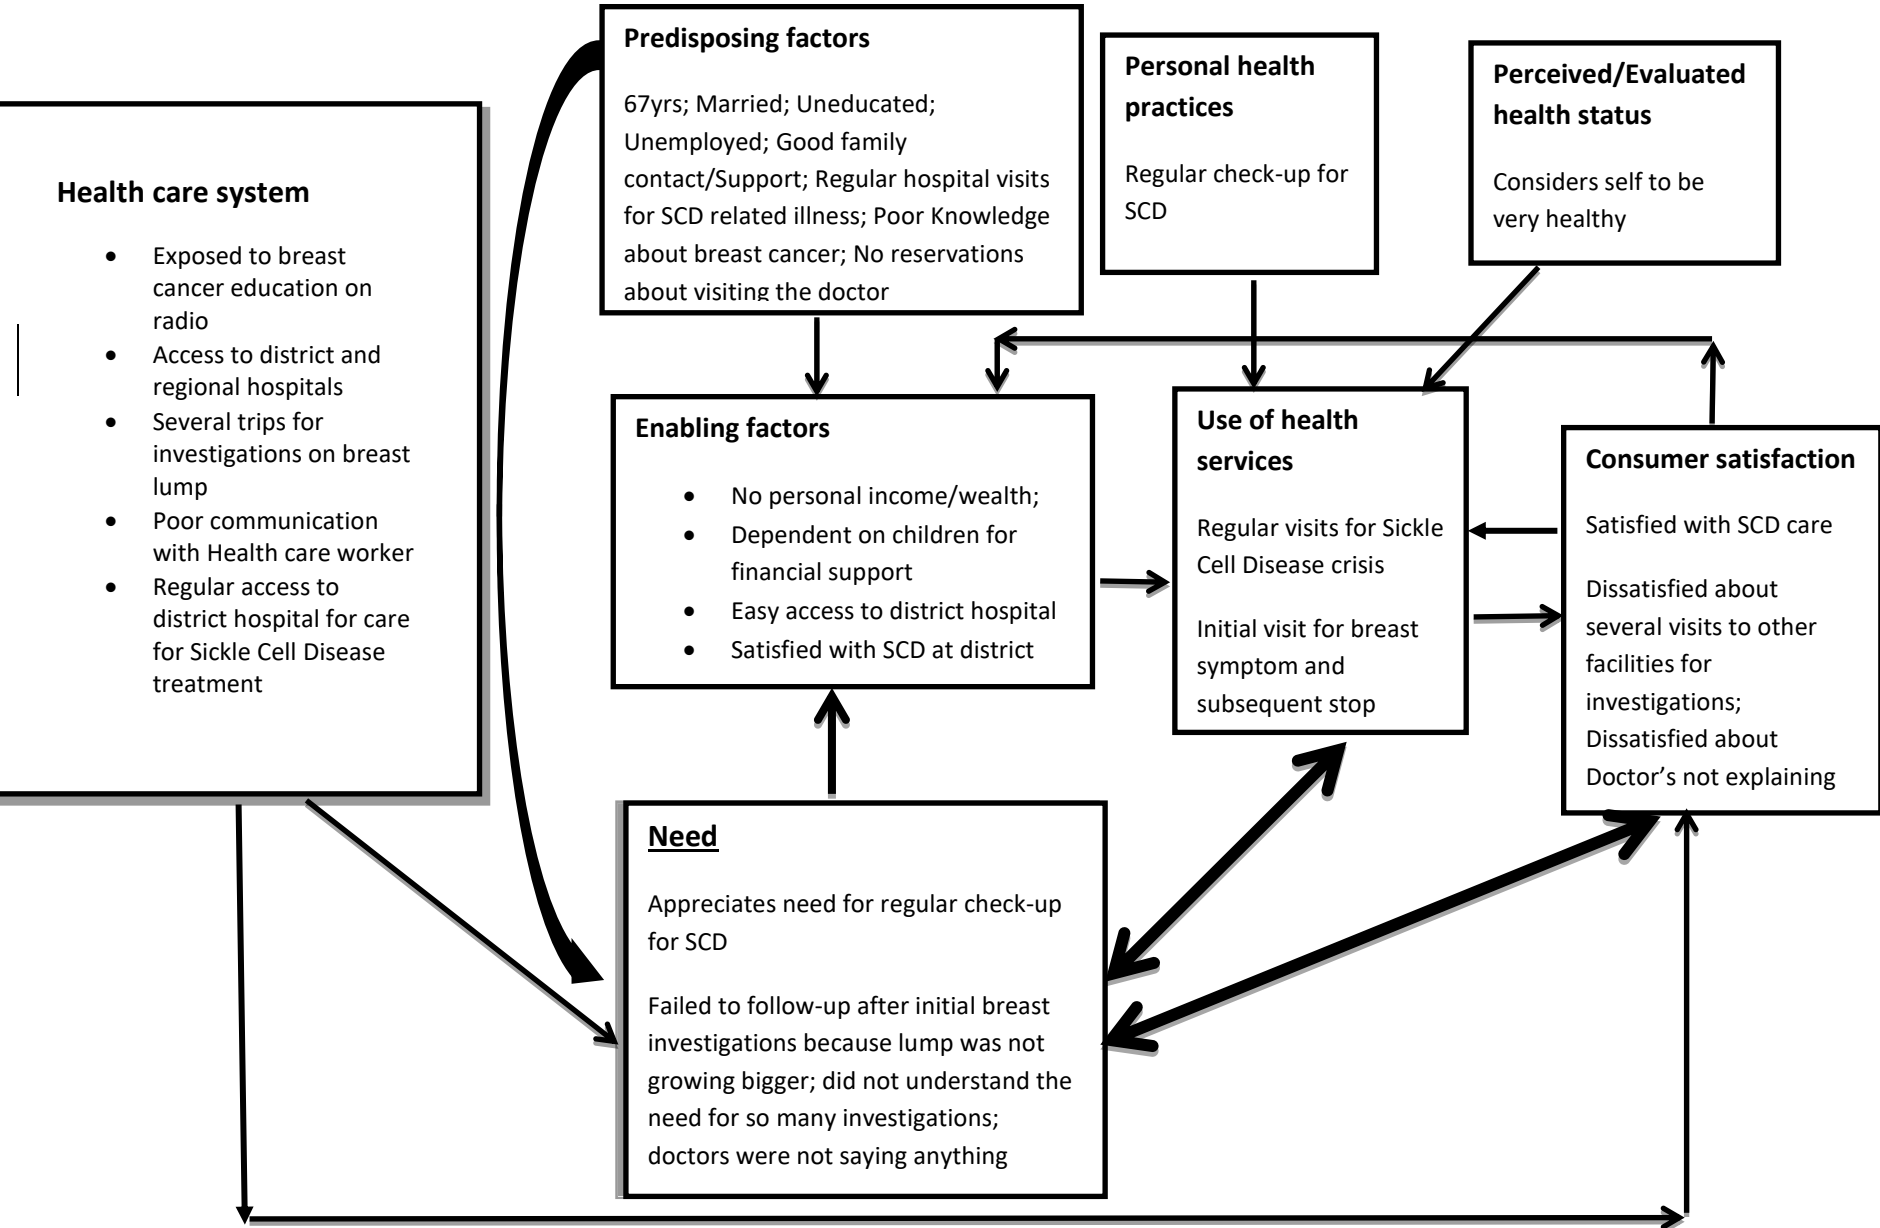 Health care system
• Exposed to breast
cancer education on
radio
• Access to district and
regional hospitals
• Several trips for
investigations on breast
lump
• Poor communication
with Health care worker
• Regular access to
district hospital for care
for Sickle Cell Disease
treatment
Predisposing factors
67yrs; Married; Uneducated;
Unemployed; Good family
contact/Support; Regular hospital visits
for SCD related illness; Poor Knowledge
about breast cancer; No reservations
about visiting the doctor
Personal health
practices
Regular check-up for
SCD
Perceived/Evaluated
health status
Considers self to be
very healthy
Enabling factors
• No personal income/wealth;
• Dependent on children for
financial support
• Easy access to district hospital
• Satisfied with SCD at district
Use of health
services
Regular visits for Sickle
Cell Disease crisis
Initial visit for breast
symptom and
subsequent stop
Consumer satisfaction
Satisfied with SCD care
Dissatisfied about
several visits to other
facilities for
investigations;
Dissatisfied about
Doctor’s not explaining
Need
Appreciates need for regular check-up
for SCD
Failed to follow-up after initial breast
investigations because lump was not
growing bigger; did not understand the
need for so many investigations;
doctors were not saying anything